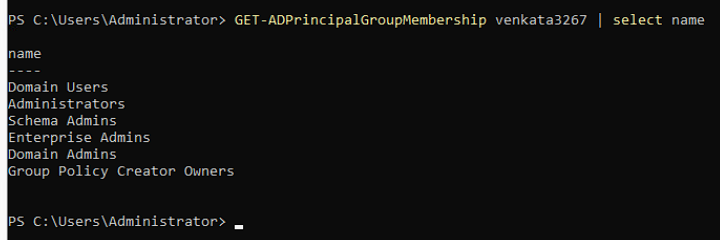 PS C:\Users\Administrator> GET-ADPrincipalGroupMembership venkata3267 | select name
name
----
Domain Users
Administrators
Schema Admins
Enterprise Admins
Domain Admins
Group Policy Creator Owners
PS C:\Users\Administrator>